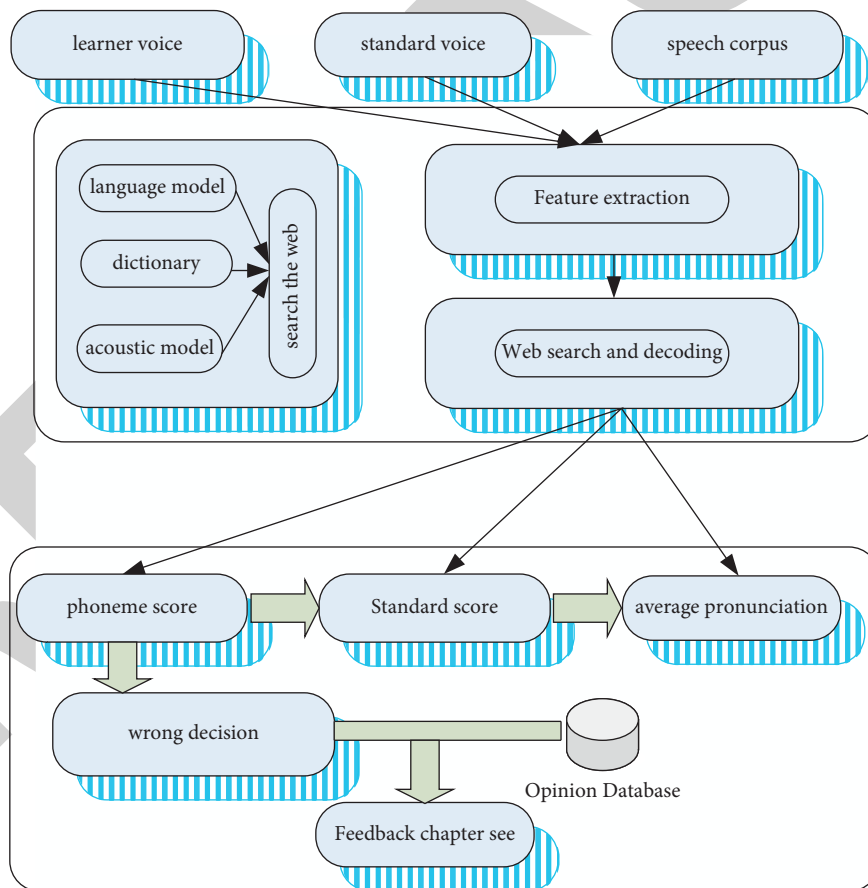 learner voice
standard voice
speech corpus
language model
dictionary
acoustic model
search the web
Feature extraction
Web search and decoding
phoneme score
Standard score
average pronunciation
wrong decision
Opinion Database
Feedback chapter see